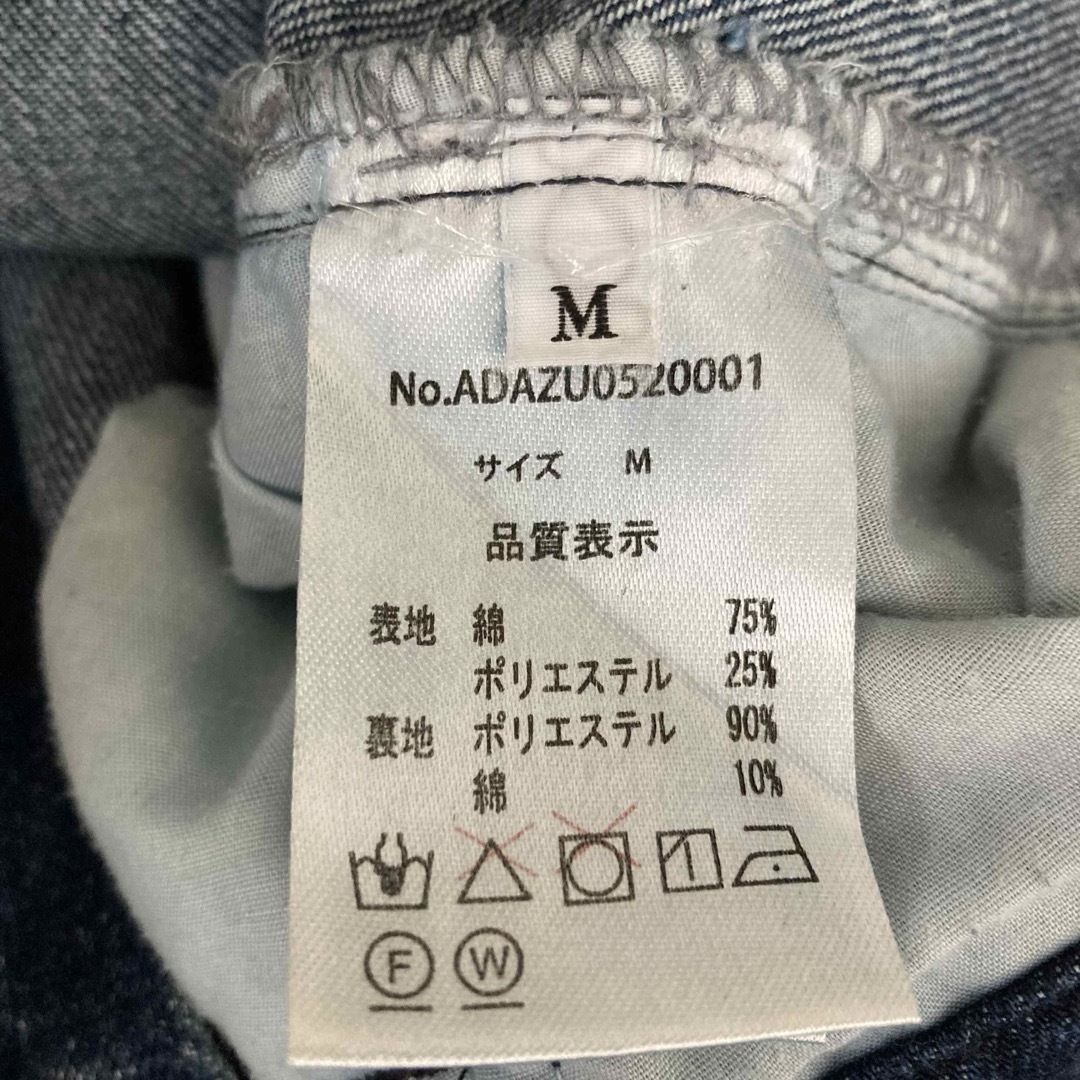 M
No.ADAZU0520001
サイズ M
品質表示
表地 綿 75%
ポリエステル 25%
裏地 ポリエステル 90%
綿 10%
F W